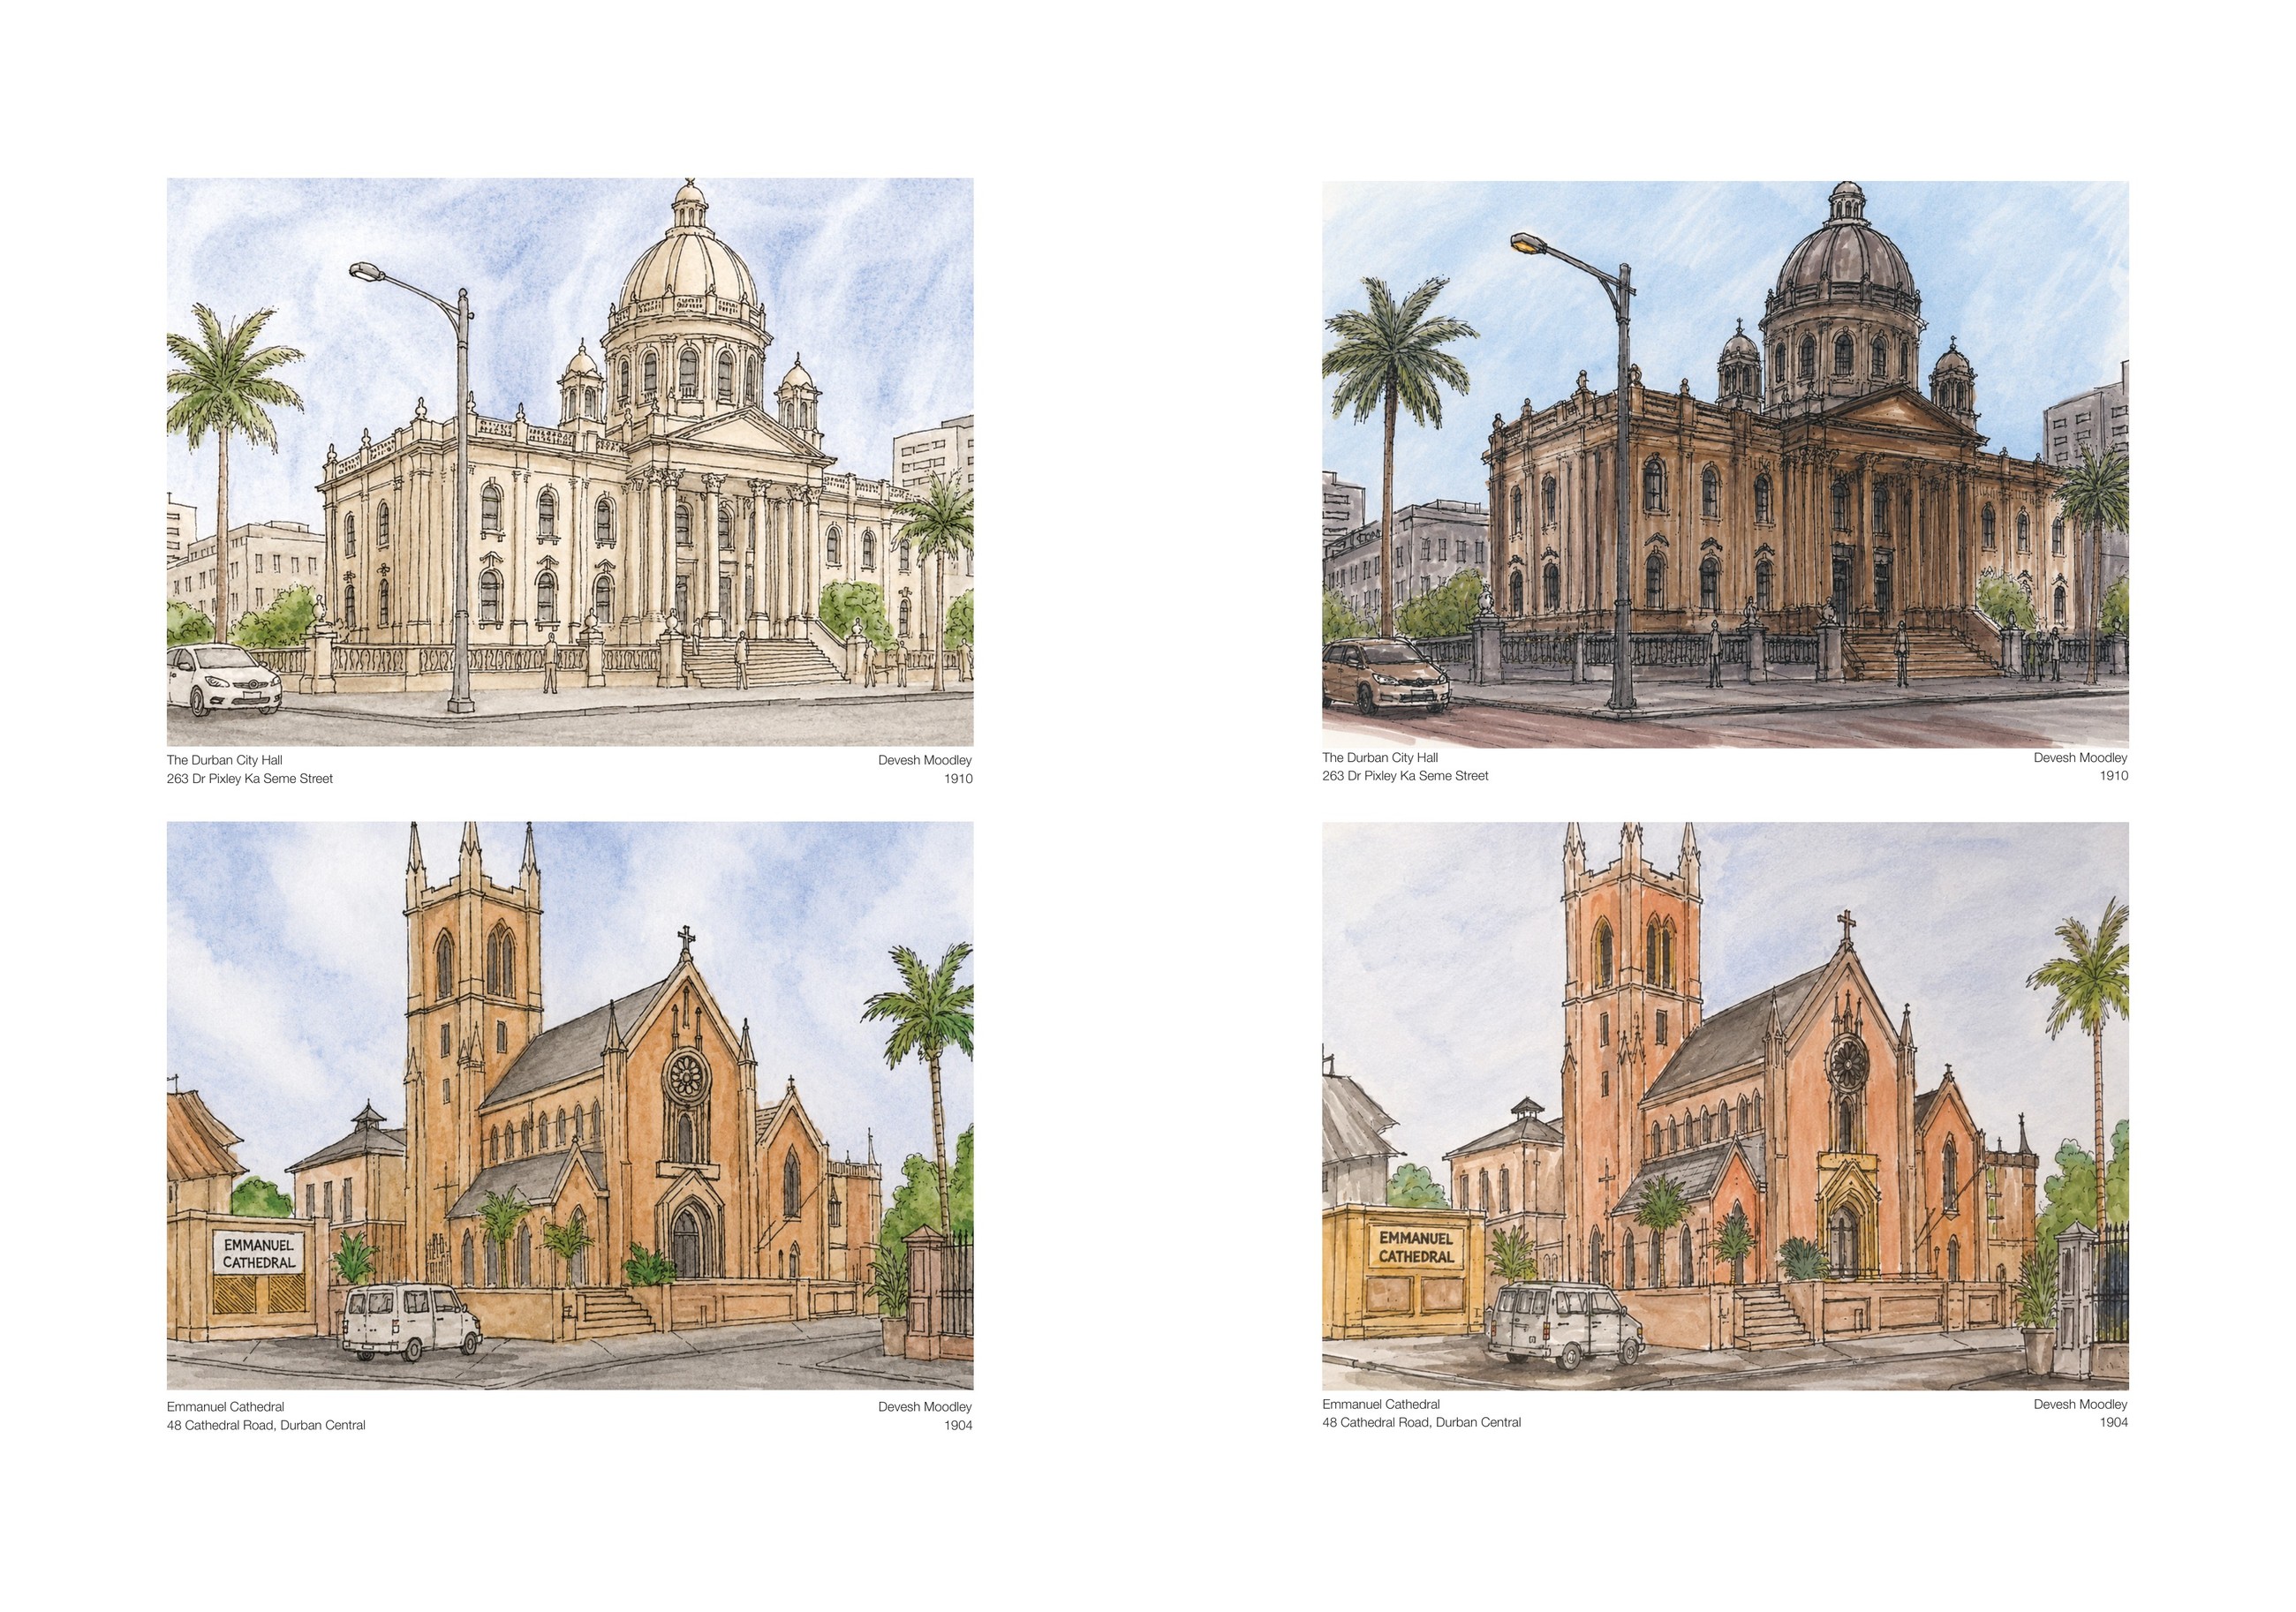 The Durban City Hall
263 Dr Pixley Ka Seme Street
Devesh Moodley
1910
The Durban City Hall
263 Dr Pixley Ka Seme Street
Devesh Moodley
1910
EMMANUEL
CATHEDRAL
Emmanuel Cathedral
48 Cathedral Road, Durban Central
Devesh Moodley
1904
EMMANUEL
CATHEDRAL
Emmanuel Cathedral
48 Cathedral Road, Durban Central
Devesh Moodley
1904